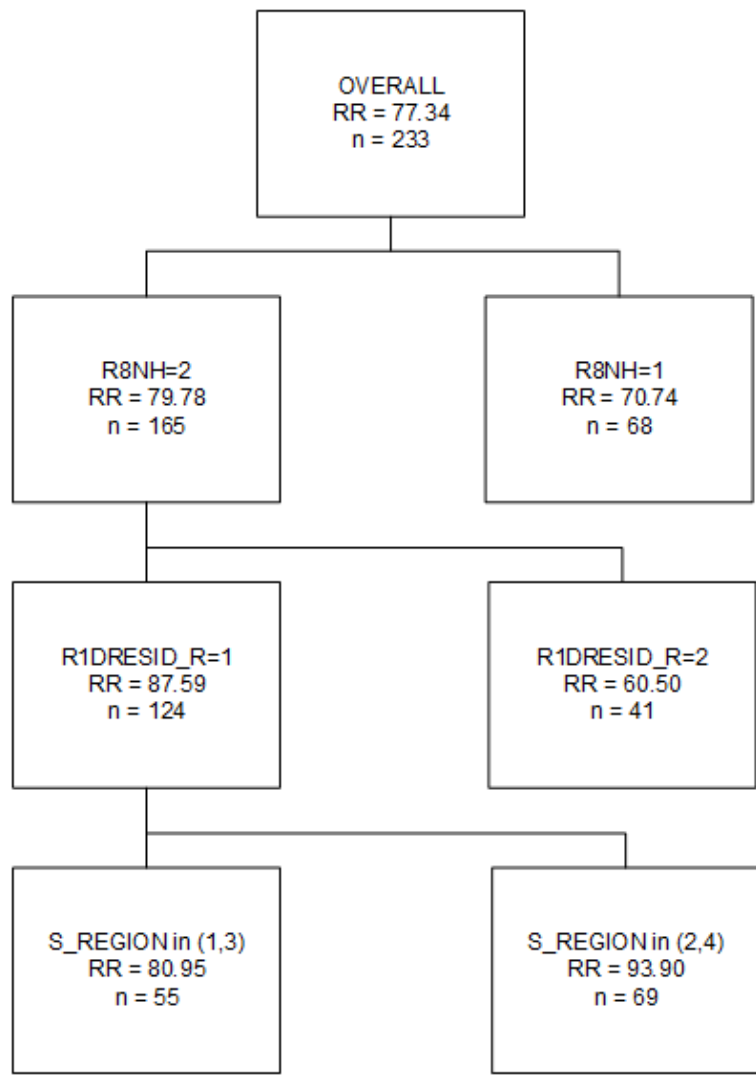 OVERALL
RR = 77.34
n = 233
R8NH=2
RR = 79.78
n = 165
R8NH=1
RR = 70.74
n = 68
R1DRESID_R=1
RR = 87.59
n = 124
R1DRESID_R=2
RR = 60.50
n = 41
S_REGION in (1,3)
RR = 80.95
n = 55
S_REGION in (2,4)
RR = 93.90
n = 69